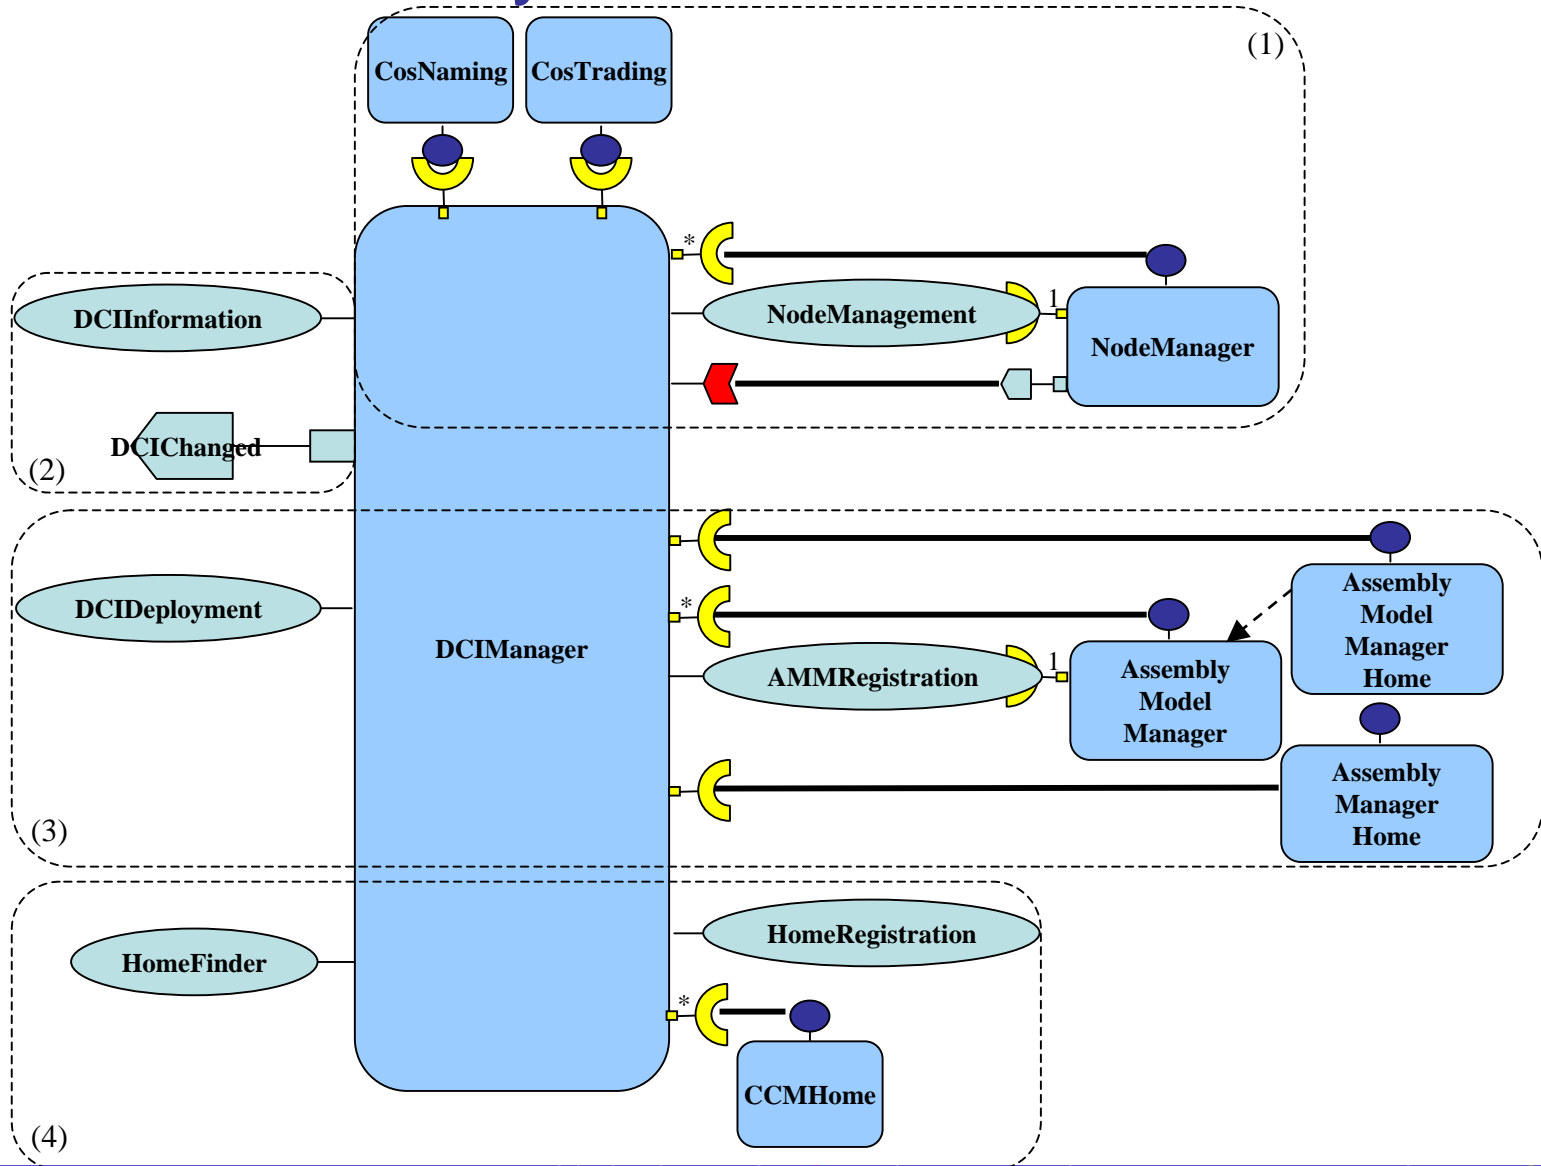 (1)
CosNaming
CosTrading
*
DCIInformation
NodeManagement
1
NodeManager
DCIChanged
(2)
DCIDeployment
*
Assembly
Model
Manager
Home
DCIManager
AMMRegistration
1
Assembly
Model
Manager
Assembly
Manager
Home
(3)
HomeRegistration
HomeFinder
*
CCMHome
(4)